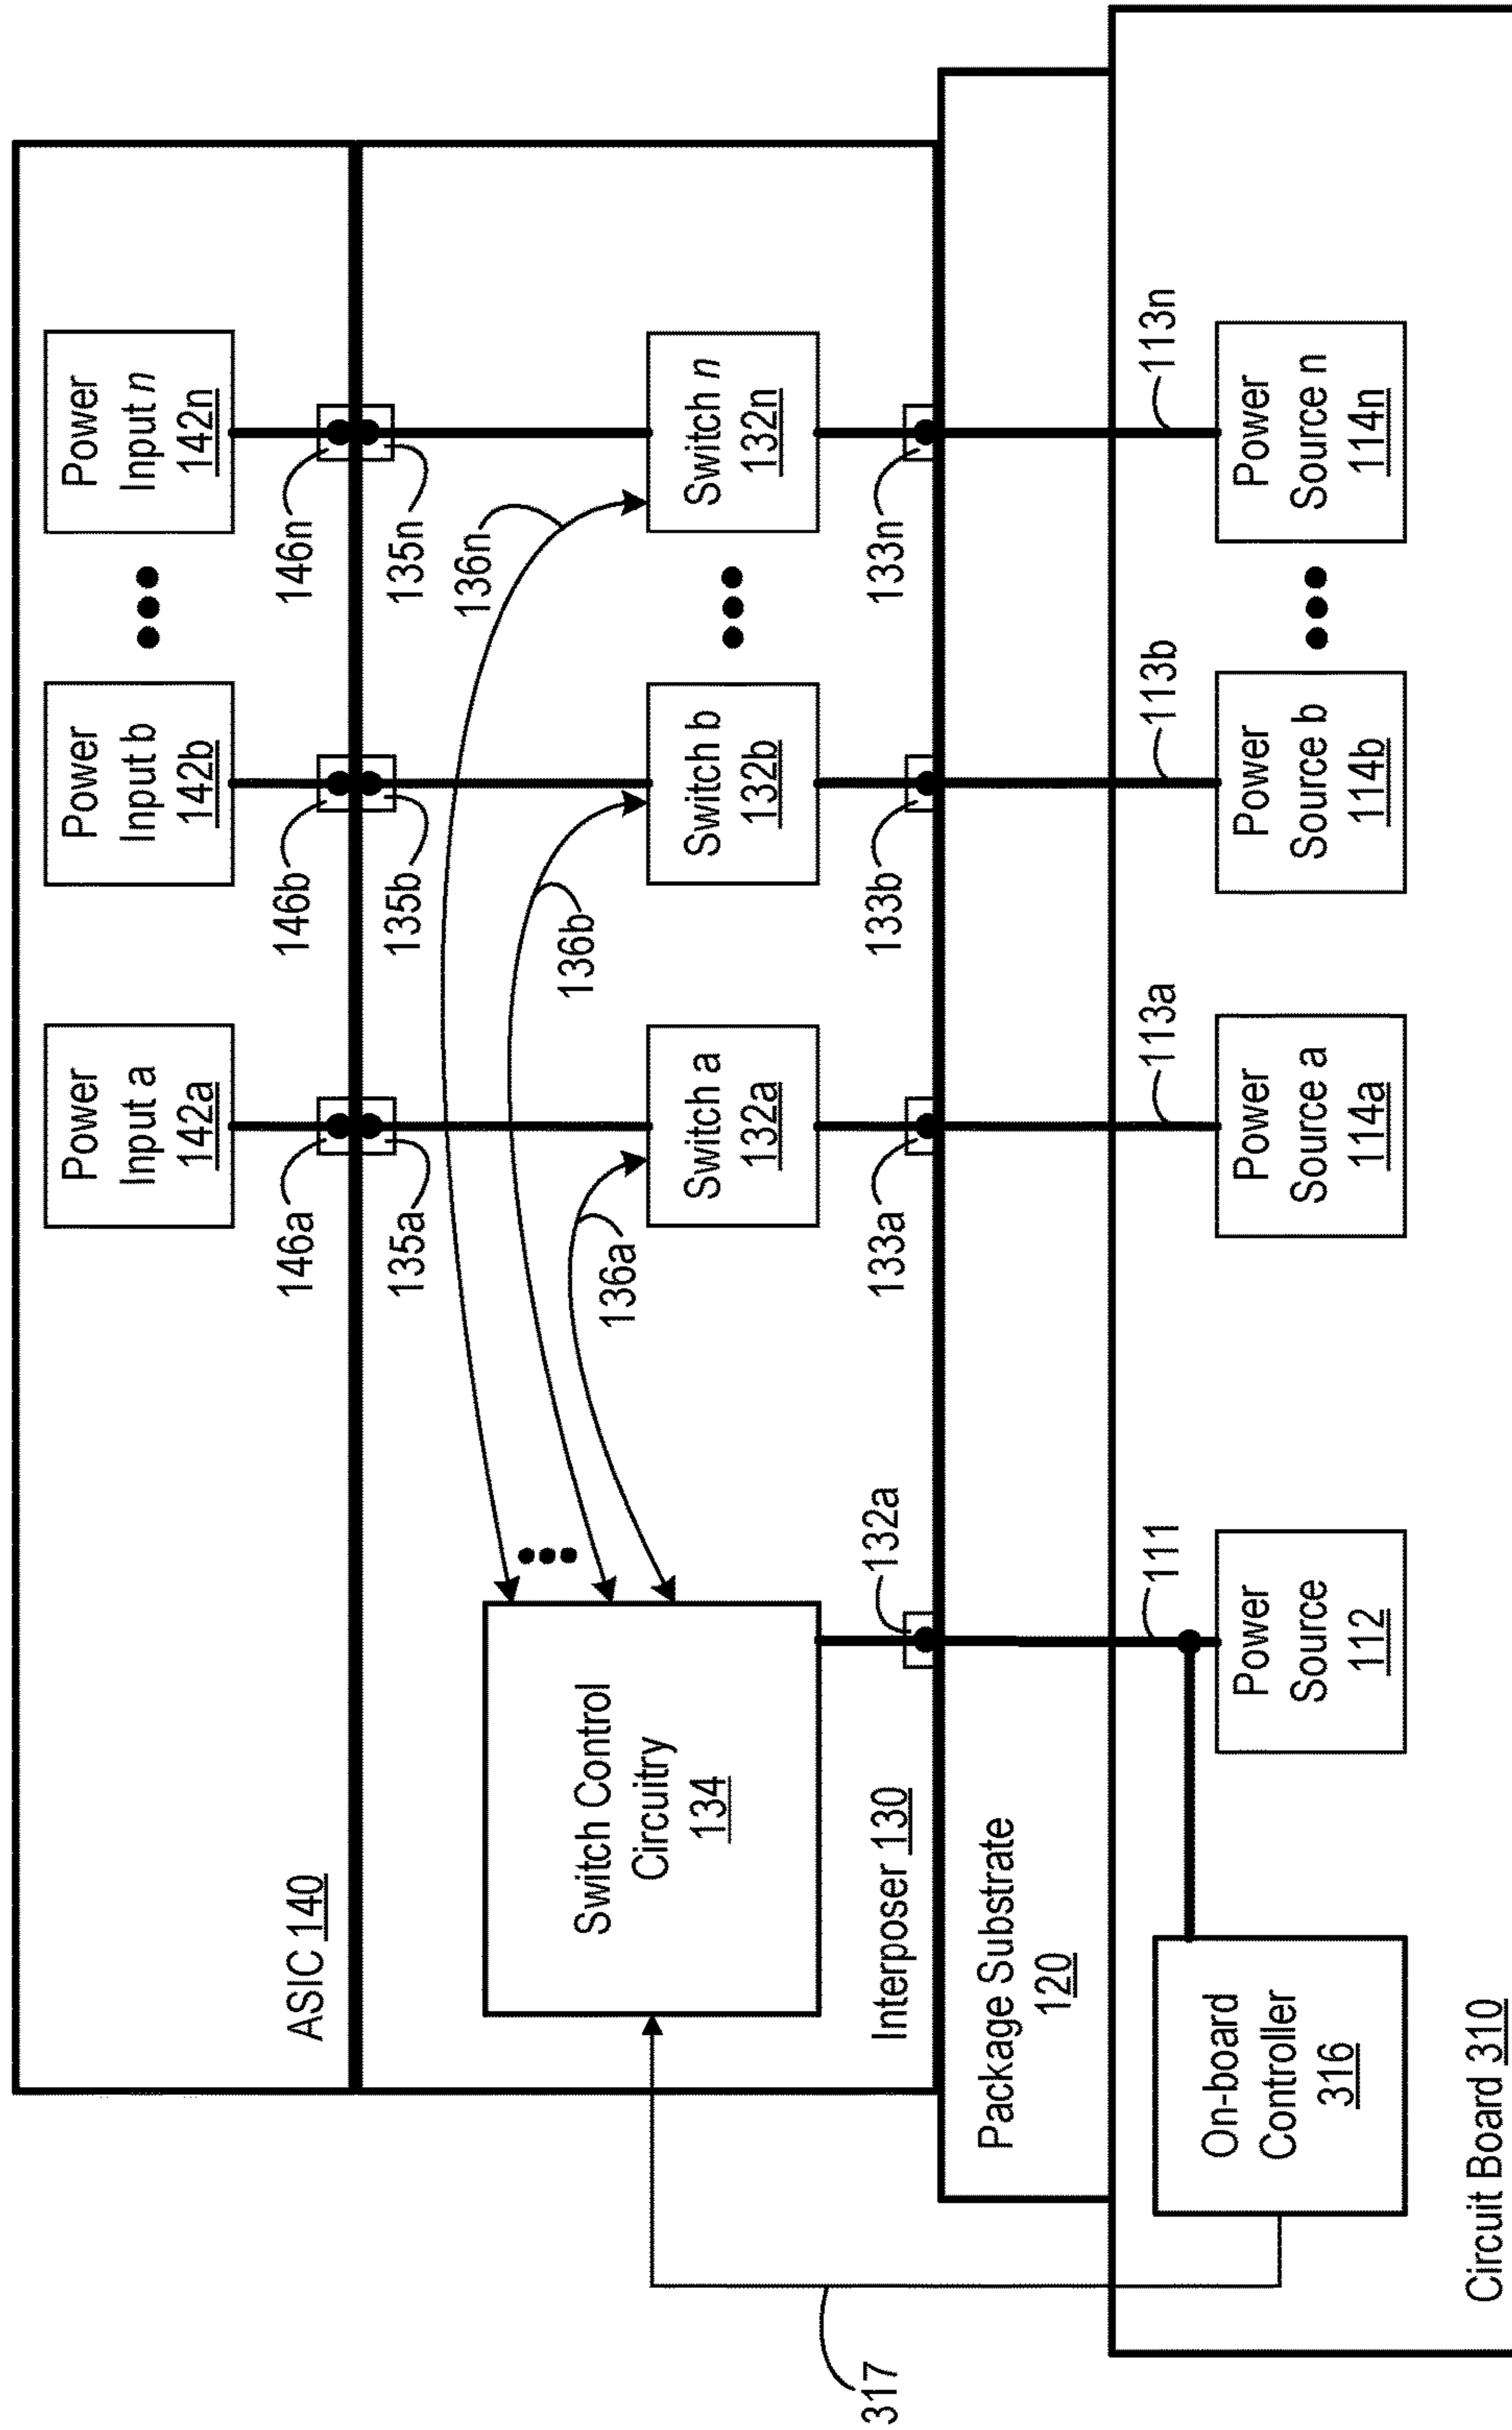 Power
Input a
142a
Power
Input b
142b
Power
Input n
142n
ASIC 140
146a
146b
146n
135a
135b
135n
136n
136b
136a
Switch Control
Circuitry
134
Switch a
132a
Switch b
132b
Switch n
132n
Interposer 130
132a
133a
133b
133n
Package Substrate
120
317
111
113a
113b
113n
On-board
Controller
316
Power
Source
112
Power
Source a
114a
Power
Source b
114b
Power
Source n
114n
Circuit Board 310